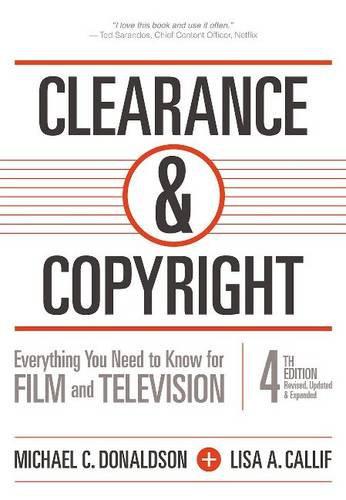 "I love this book and use it often."
— Ted Sarandos, Chief Content Officer, Netflix
CLEARANCE
&
COPYRIGHT
Everything You Need to Know for
FILM and TELEVISION
4TH EDITION
Revised, Updated
& Expanded
MICHAEL C. DONALDSON + LISA A. CALLIF